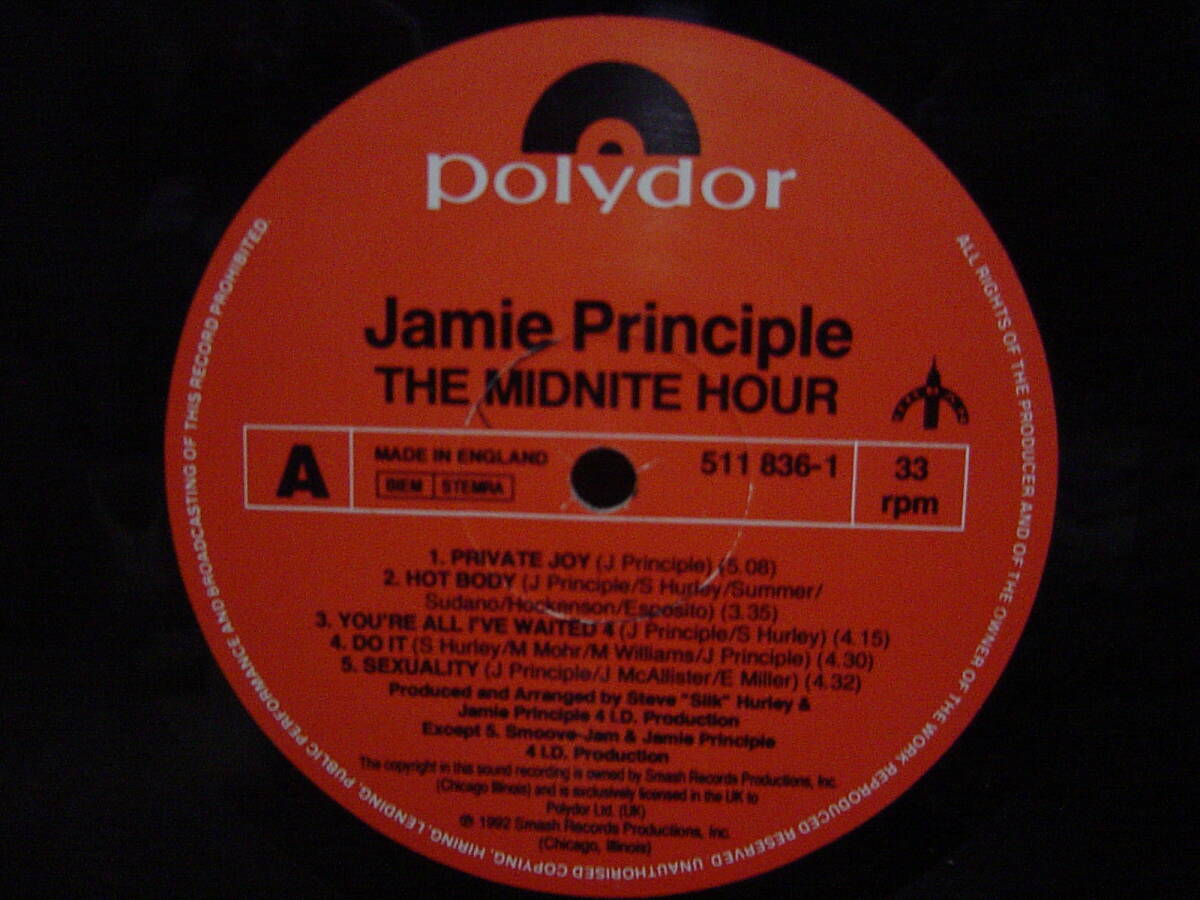 polydor
Jamie Principle
THE MIDNITE HOUR
A
MADE IN ENGLAND
BIEM STEMRA
511 836-1
33
rpm
1. PRIVATE JOY (J Principle) (5.08)
2. HOT BODY (J Principle/S Hurley/Summer/
Sudano/Hockenson/Esposito) (3.35)
3. YOU'RE ALL I'VE WAITED 4 (J Principle/S Hurley) (4.15)
4. DO IT (S Hurley/M Mohr/M Williams/J Principle) (4.30)
5. SEXUALITY (J Principle/J McAllister/E Miller) (4.32)
Produced and Arranged by Steve "Silk" Hurley &
Jamie Principle 4 I.D. Production
Except 5. Smoove-Jam & Jamie Principle
4 I.D. Production
The copyright in this sound recording is owned by Smash Records Productions, Inc.
(Chicago Illinois) and is exclusively licensed in the UK to
Polydor Ltd. (UK)
℗ 1992 Smash Records Productions, Inc.
(Chicago, Illinois)
ALL RIGHTS OF THE PRODUCER AND OF THE OWNER OF THE WORK REPRODUCED RESERVED UNAUTHORISED COPYING, HIRING, LENDING, PUBLIC PERFORMANCE AND BROADCASTING OF THIS RECORD PROHIBITED.